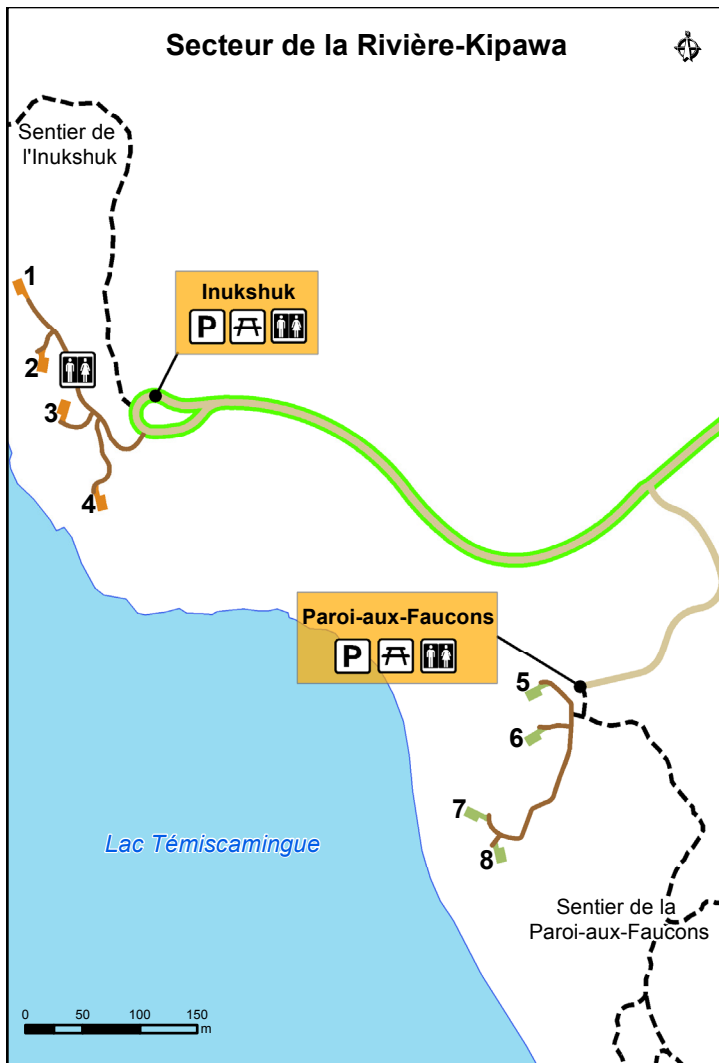 Secteur de la Rivière-Kipawa
Sentier de
l'Inukshuk
1
Inukshuk
P
2
3
4
Paroi-aux-Faucons
P
5
6
7
8
Lac Témiscamingue
Sentier de la
Paroi-aux-Faucons
0 50 100 150
m